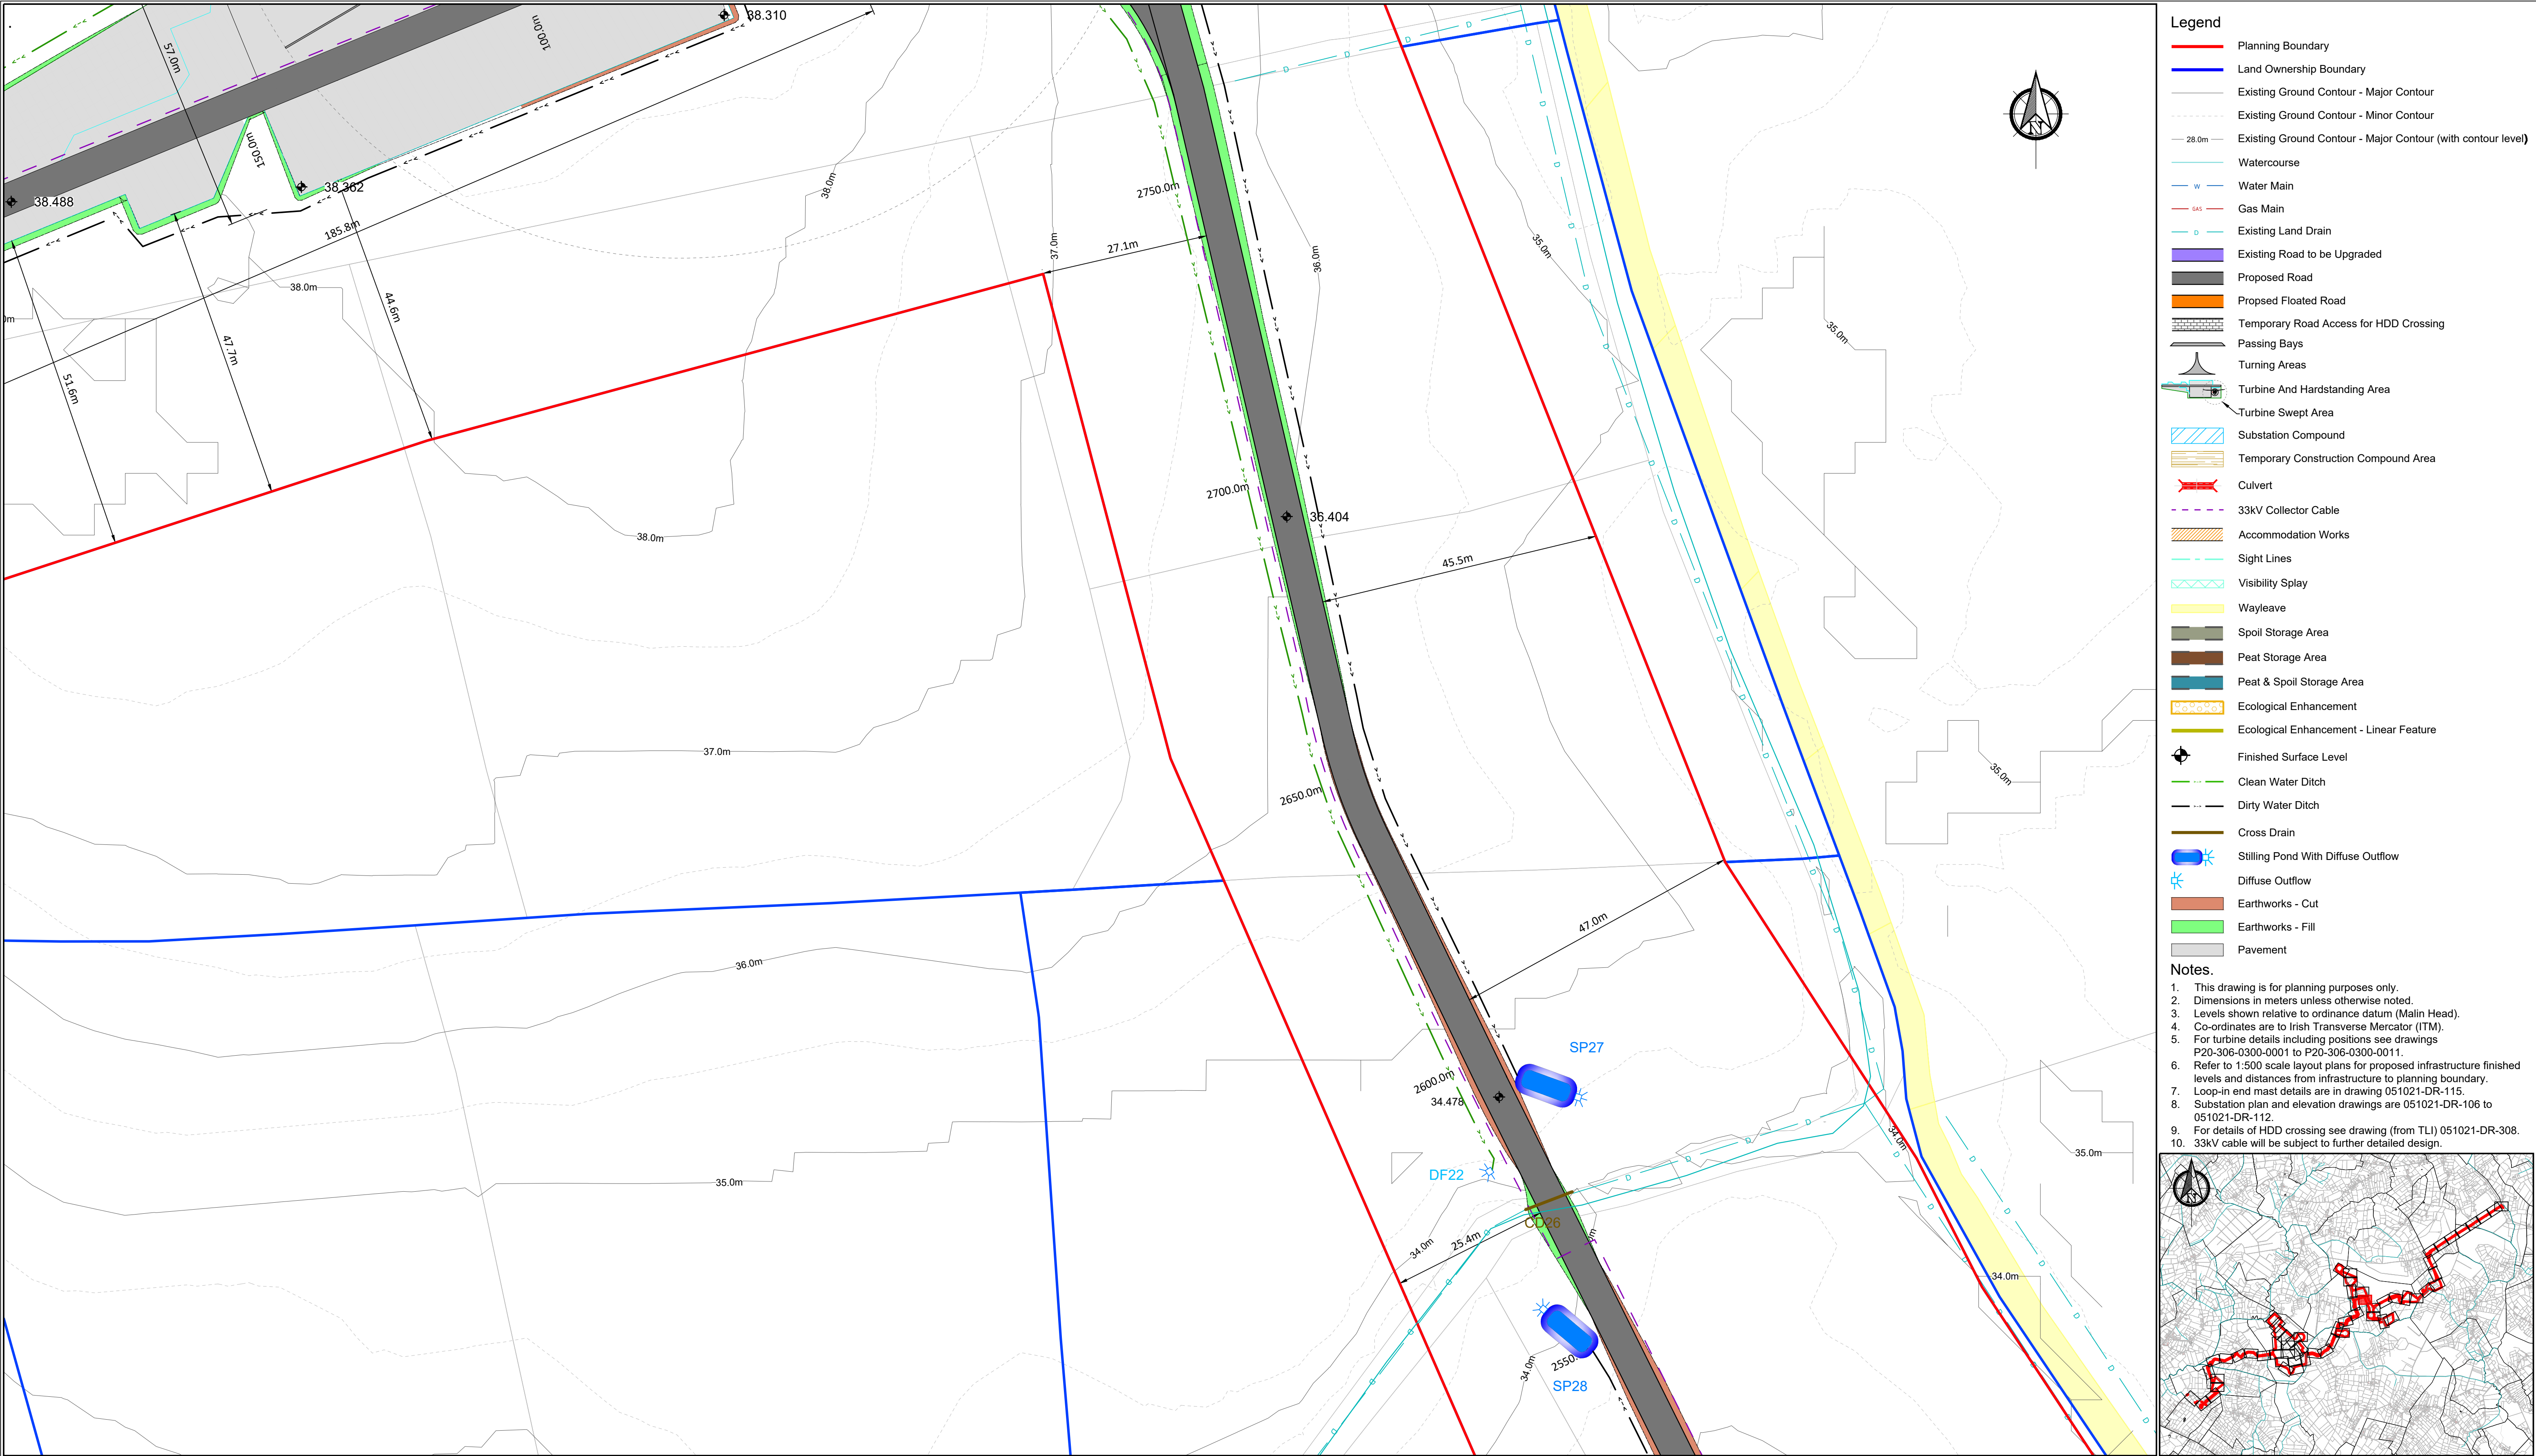 38.310
57.0m
100.0m
150.0m
38.362
38.488
185.8m
38.0m
38.0m
44.6m
47.7m
51.6m
38.0m
37.0m
37.0m
36.0m
35.0m
27.1m
37.0m
36.0m
2750.0m
2700.0m
36.404
45.5m
2650.0m
47.0m
2600.0m
34.478
SP27
DF22
CD26
25.4m
34.0m
34.0m
2550.
SP28
35.0m
35.0m
35.0m
34.0m
35.0m
34.0m
Legend
Planning Boundary
Land Ownership Boundary
Existing Ground Contour - Major Contour
Existing Ground Contour - Minor Contour
28.0m Existing Ground Contour - Major Contour (with contour level)
Watercourse
W Water Main
GAS Gas Main
D Existing Land Drain
Existing Road to be Upgraded
Proposed Road
Propsed Floated Road
Temporary Road Access for HDD Crossing
Passing Bays
Turning Areas
Turbine And Hardstanding Area
Turbine Swept Area
Substation Compound
Temporary Construction Compound Area
Culvert
33kV Collector Cable
Accommodation Works
Sight Lines
Visibility Splay
Wayleave
Spoil Storage Area
Peat Storage Area
Peat & Spoil Storage Area
Ecological Enhancement
Ecological Enhancement - Linear Feature
Finished Surface Level
Clean Water Ditch
Dirty Water Ditch
Cross Drain
Stilling Pond With Diffuse Outflow
Diffuse Outflow
Earthworks - Cut
Earthworks - Fill
Pavement
Notes.
1. This drawing is for planning purposes only.
2. Dimensions in meters unless otherwise noted.
3. Levels shown relative to ordinance datum (Malin Head).
4. Co-ordinates are to Irish Transverse Mercator (ITM).
5. For turbine details including positions see drawings
P20-306-0300-0001 to P20-306-0300-0011.
6. Refer to 1:500 scale layout plans for proposed infrastructure finished
levels and distances from infrastructure to planning boundary.
7. Loop-in end mast details are in drawing 051021-DR-115.
8. Substation plan and elevation drawings are 051021-DR-106 to
051021-DR-112.
9. For details of HDD crossing see drawing (from TLI) 051021-DR-308.
10. 33kV cable will be subject to further detailed design.